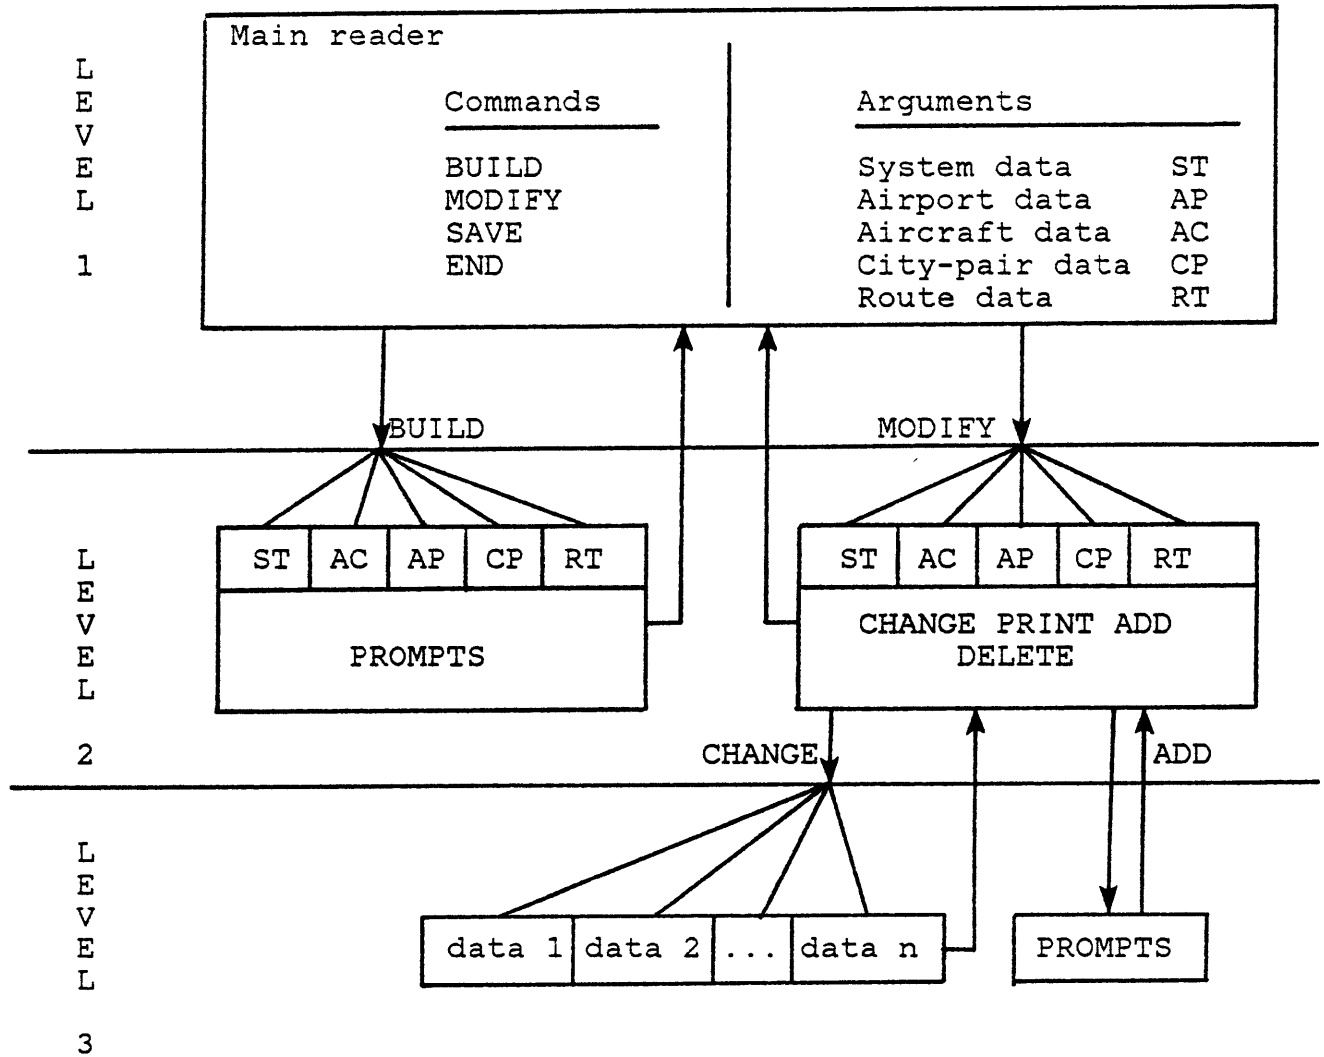 Main reader
L
E
V
E
L
1
Commands
BUILD
MODIFY
SAVE
END
Arguments
System data ST
Airport data AP
Aircraft data AC
City-pair data CP
Route data RT
BUILD
MODIFY
L
E
V
E
L
2
ST AC AP CP RT
PROMPTS
ST AC AP CP RT
CHANGE PRINT ADD
DELETE
CHANGE
ADD
L
E
V
E
L
3
data 1 data 2 ... data n
PROMPTS